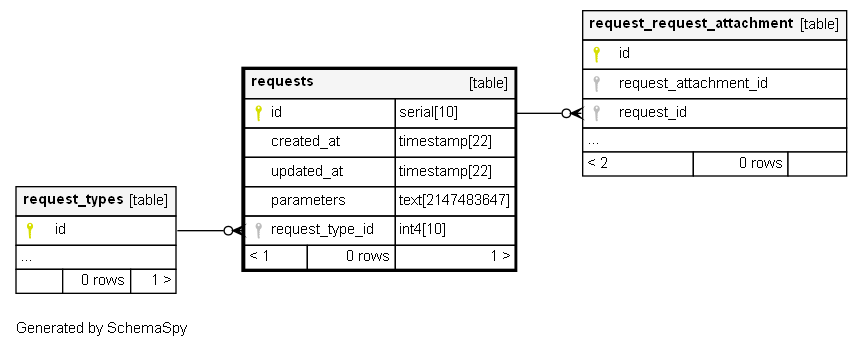 request_request_attachment [table]
id
request_attachment_id
request_id
...
< 2 0 rows
requests [table]
id serial[10]
created_at timestamp[22]
updated_at timestamp[22]
parameters text[2147483647]
request_type_id int4[10]
< 1 0 rows 1 >
request_types [table]
id
...
0 rows 1 >
Generated by SchemaSpy